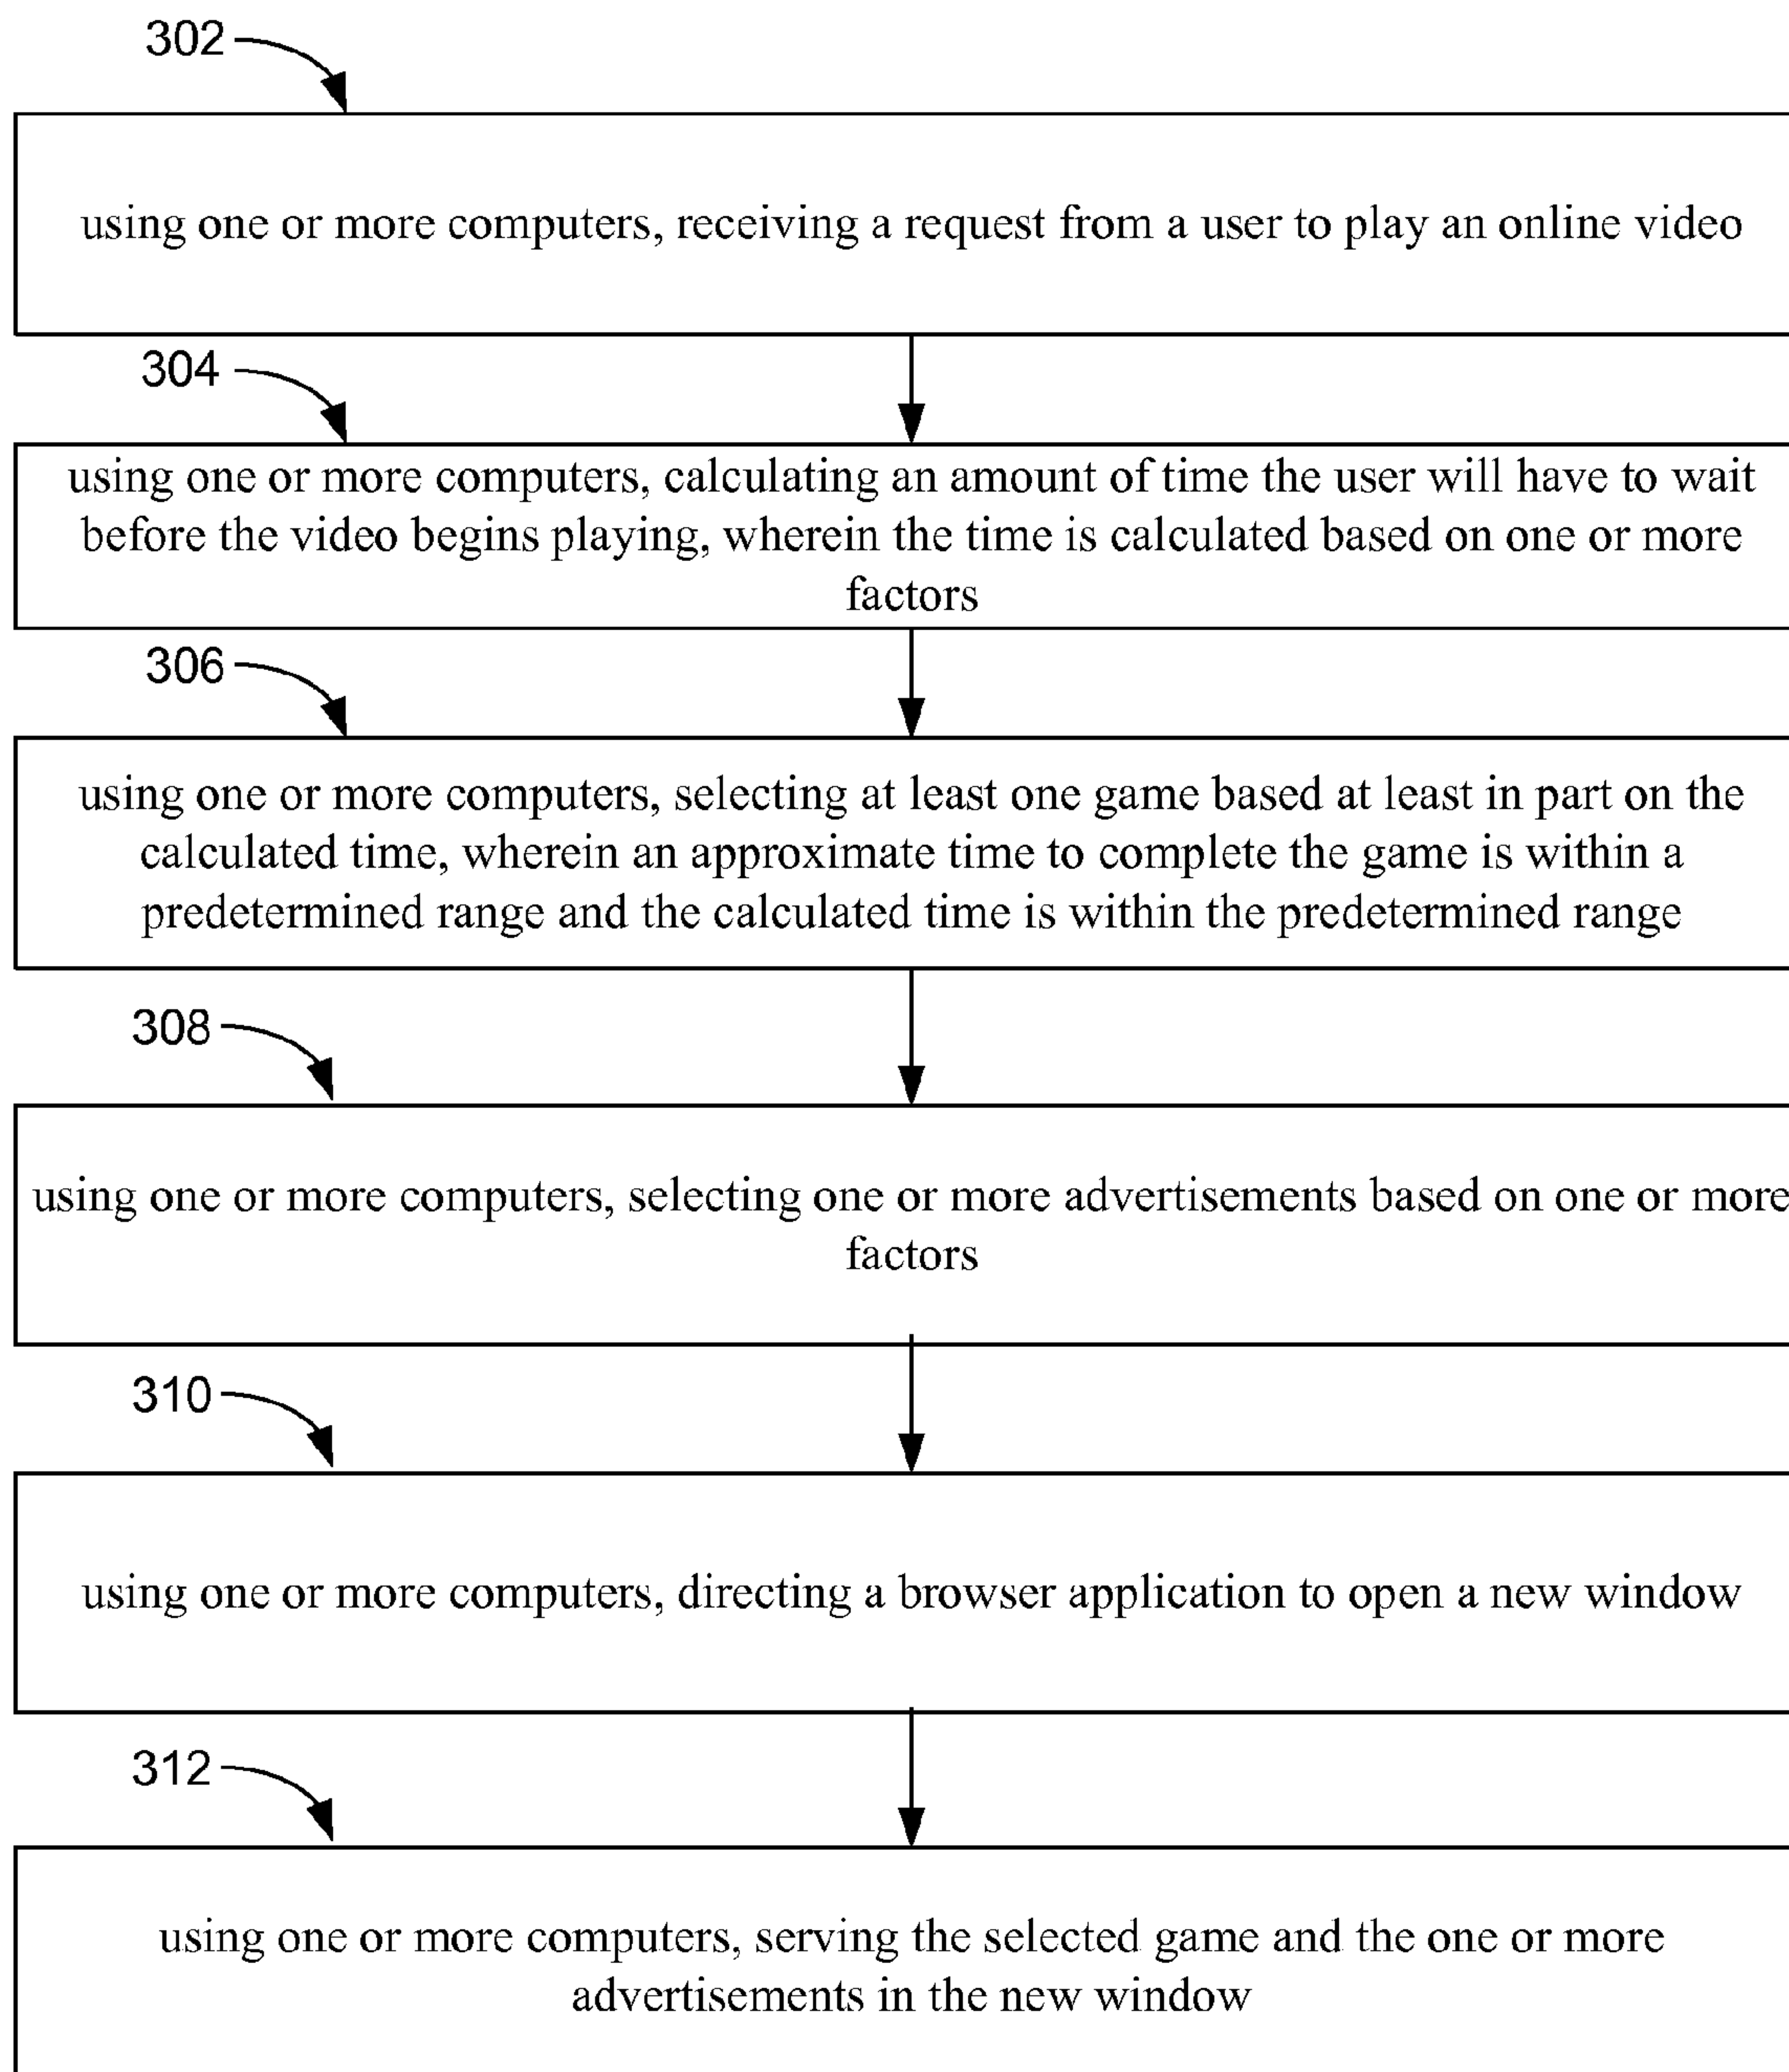 302
using one or more computers, receiving a request from a user to play an online video
304
using one or more computers, calculating an amount of time the user will have to wait
before the video begins playing, wherein the time is calculated based on one or more
factors
306
using one or more computers, selecting at least one game based at least in part on the
calculated time, wherein an approximate time to complete the game is within a
predetermined range and the calculated time is within the predetermined range
308
using one or more computers, selecting one or more advertisements based on one or more
factors
310
using one or more computers, directing a browser application to open a new window
312
using one or more computers, serving the selected game and the one or more
advertisements in the new window